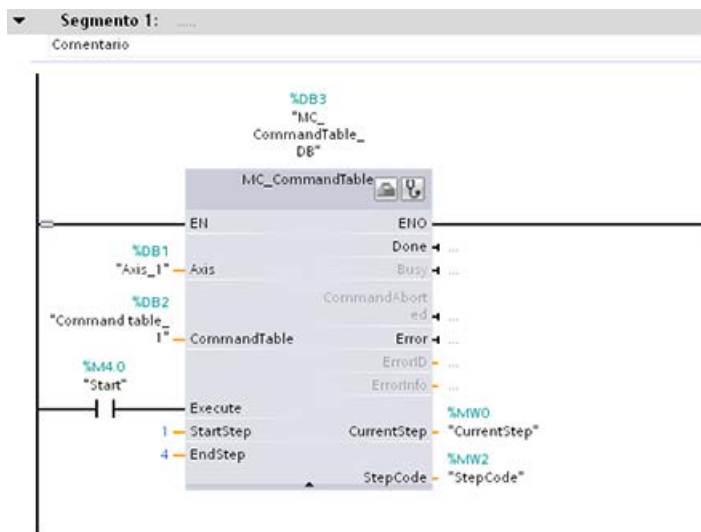 Segmento 1: .....
Comentario
%DB3
"MC_
CommandTable_
DB"
MC_CommandTable
EN ENO
Done ...
%DB1
"Axis_1" Axis Busy ...
%DB2 CommandAbort
"Command table_ ed ...
1" CommandTable Error ...
%M4.0 ErrorID ...
"Start" ErrorInfo ...
Execute %MW0
1 StartStep CurrentStep "CurrentStep"
4 EndStep %MW2
StepCode "StepCode"